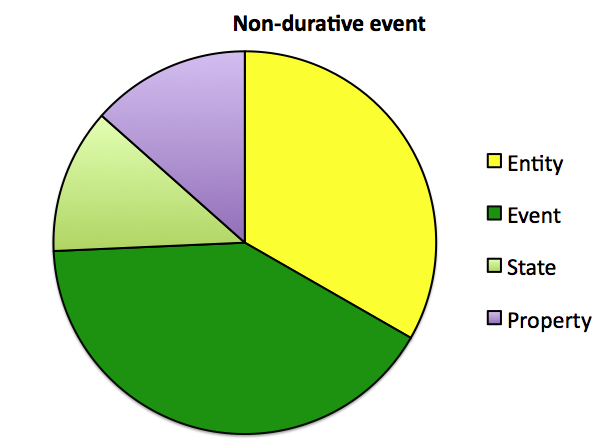 Non-durative event
Entity
Event
State
Property